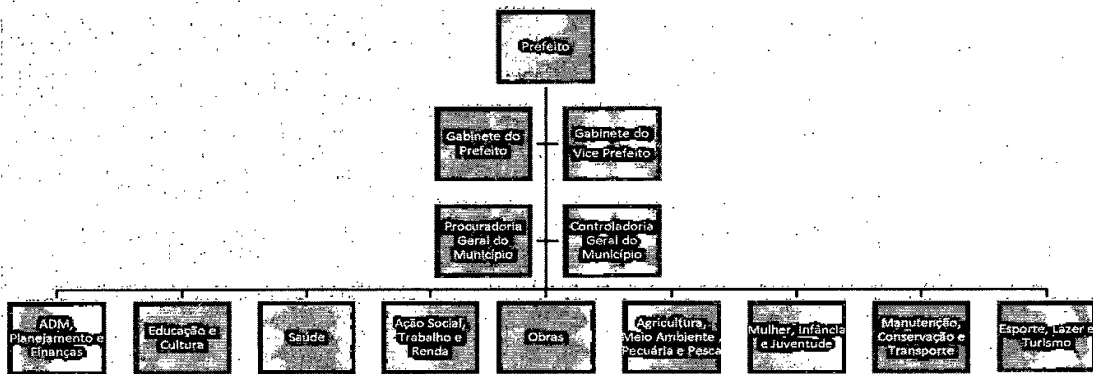 Prefeito
Gabinete do
Prefeito
Gabinete do
Vice Prefeito
Procuradoria
Geral do
Município
Controladoria
Geral do
Município
ADM,
Planejamento e
Finanças
Educação e
Cultura
Saúde
Ação Social,
Trabalho e
Renda
Obras
Agricultura,
Meio Ambiente,
Pecuária e Pesca
Mulher, Infância
e Juventude
Manutenção,
Conservação e
Transporte
Esporte, Lazer e
Turismo